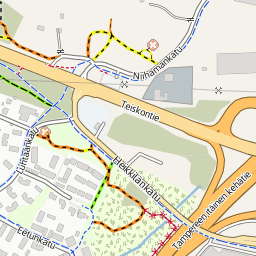 Niihamankatu
Teiskontie
Luhtaankatu
Heikkilänkatu
Tampereen itäinen kehätie
Eetunkatu